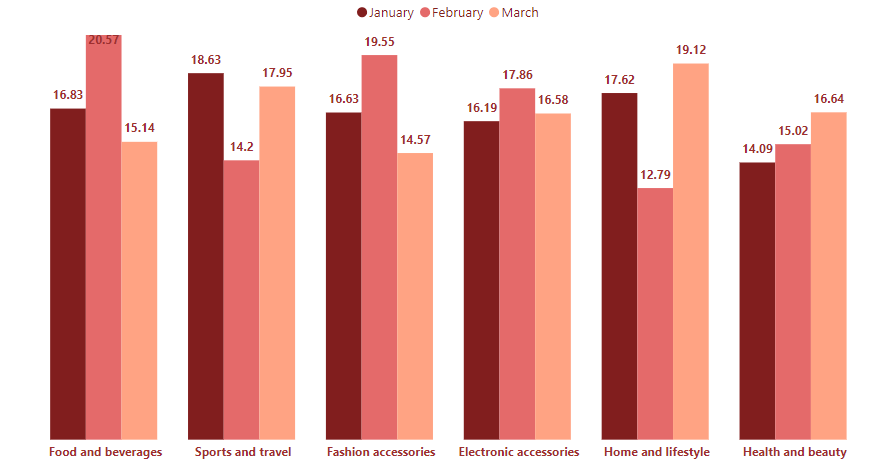 January February March
16.83 20.57 15.14
18.63 14.2 17.95
16.63 19.55 14.57
16.19 17.86 16.58
17.62 12.79 19.12
14.09 15.02 16.64
Food and beverages Sports and travel Fashion accessories Electronic accessories Home and lifestyle Health and beauty